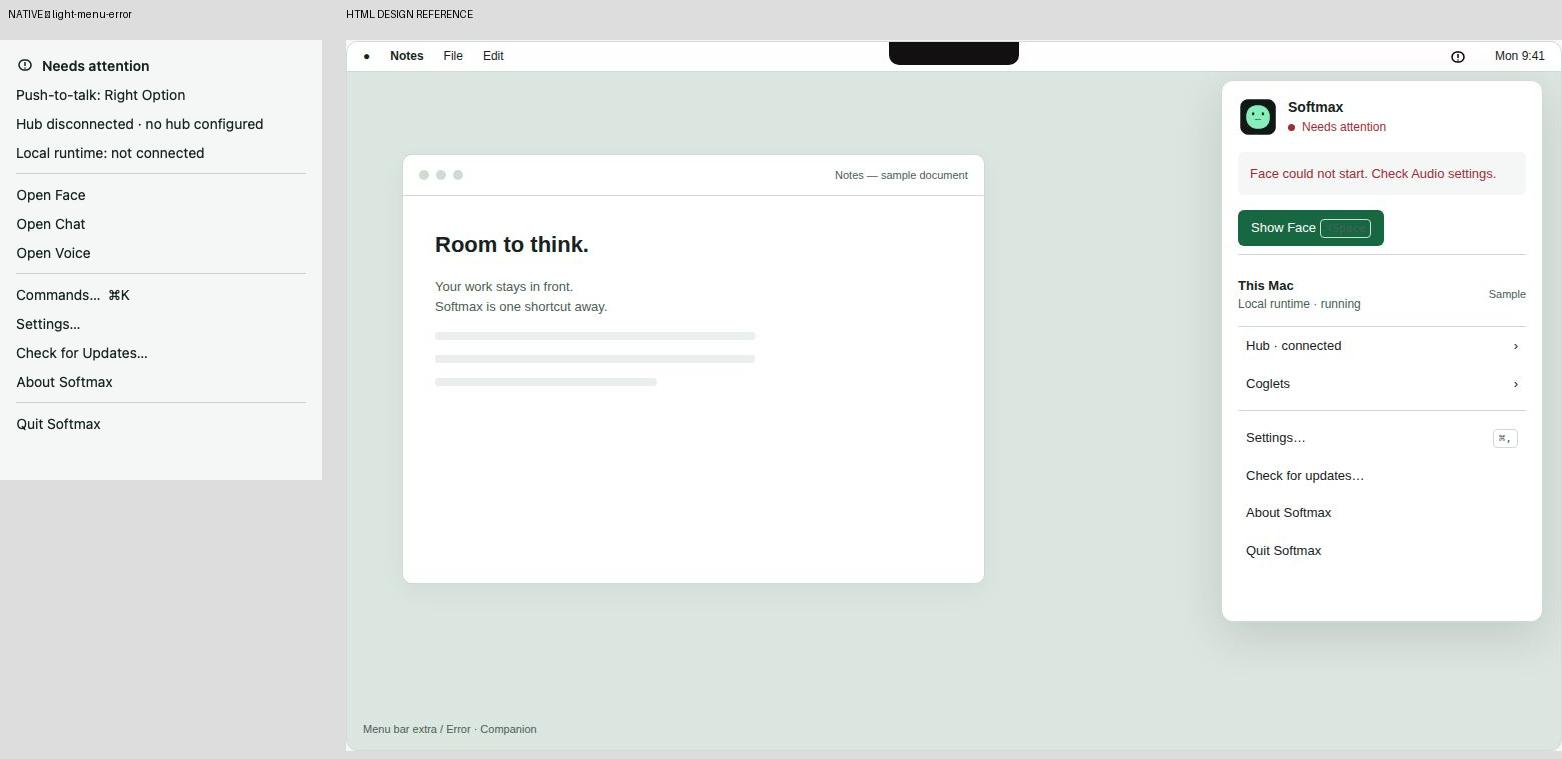 NATIVE light-menu-error
HTML DESIGN REFERENCE
Needs attention
Push-to-talk: Right Option
Hub disconnected · no hub configured
Local runtime: not connected
Open Face
Open Chat
Open Voice
Commands... ⌘K
Settings...
Check for Updates...
About Softmax
Quit Softmax
Notes File Edit
Mon 9:41
Notes — sample document
Room to think.
Your work stays in front.
Softmax is one shortcut away.
Menu bar extra / Error · Companion
Softmax
Needs attention
Face could not start. Check Audio settings.
Show Face
This Mac
Local runtime · running
Sample
Hub · connected ›
Coglets ›
Settings… ⌘,
Check for updates…
About Softmax
Quit Softmax